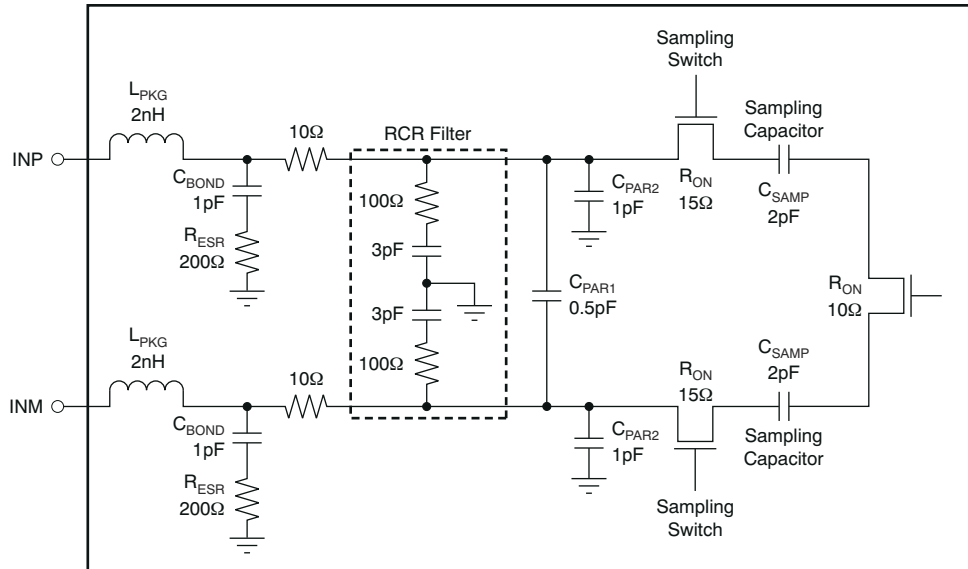 Sampling
Switch
L_PKG
2nH
10Ω
RCR Filter
Sampling
Capacitor
INP
C_BOND
1pF
100Ω
C_PAR2
1pF
R_ON
15Ω
C_SAMP
2pF
R_ESR
200Ω
3pF
C_PAR1
0.5pF
R_ON
10Ω
L_PKG
2nH
3pF
100Ω
R_ON
15Ω
C_SAMP
2pF
INM
10Ω
C_BOND
1pF
C_PAR2
1pF
Sampling
Capacitor
R_ESR
200Ω
Sampling
Switch